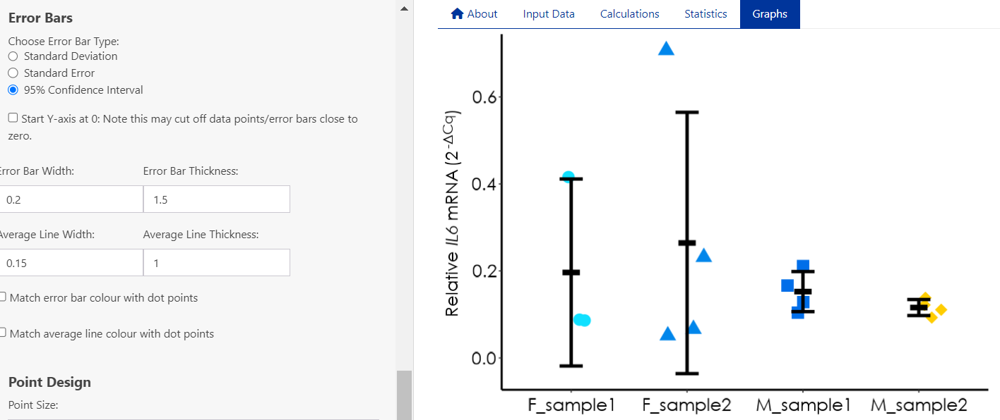 Error Bars
Choose Error Bar Type:
Standard Deviation
Standard Error
95% Confidence Interval
Start Y-axis at 0: Note this may cut off data points/error bars close to
zero.
Error Bar Width:
Error Bar Thickness:
0.2
1.5
Average Line Width:
Average Line Thickness:
0.15
1
Match error bar colour with dot points
Match average line colour with dot points
Point Design
Point Size:
About
Input Data
Calculations
Statistics
Graphs
Relative IL6 mRNA (2^-ΔCq)
0.6
0.4
0.2
0.0
F_sample1
F_sample2
M_sample1
M_sample2